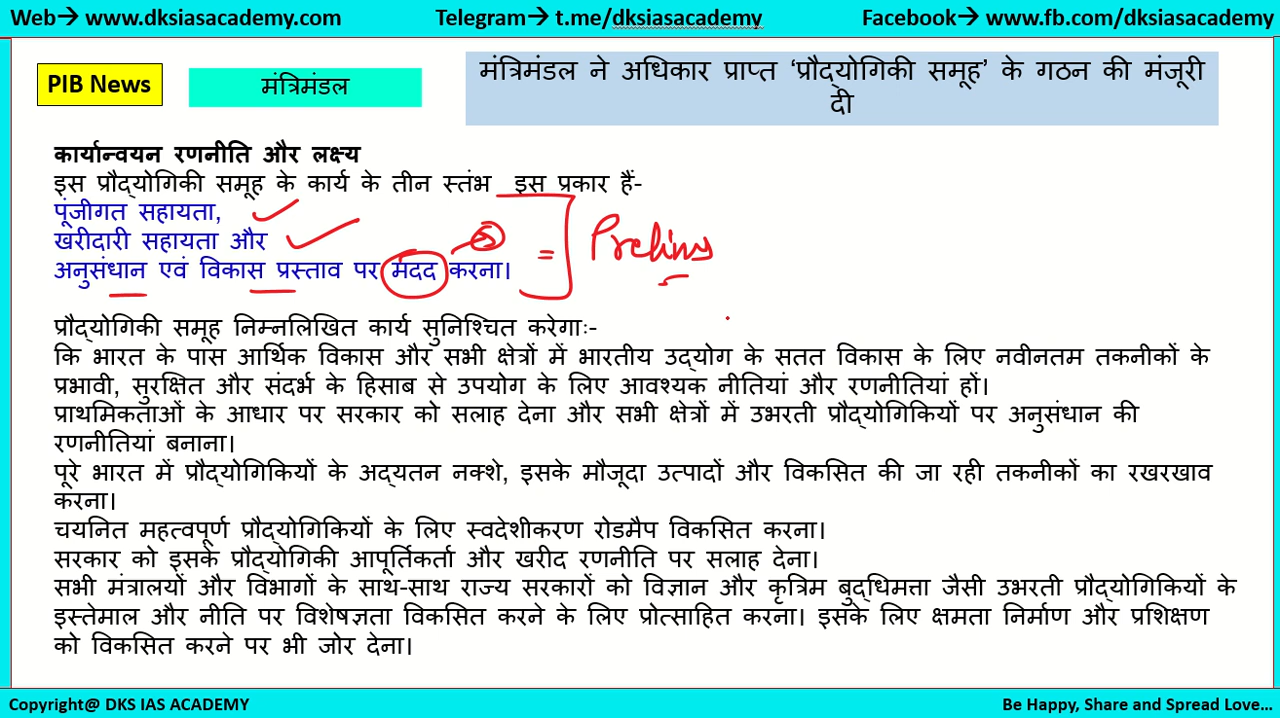 Web→ www.dksiasacademy.com Telegram→ t.me/dksiasacademy Facebook→ www.fb.com/dksiasacademy
PIB News
मंत्रिमंडल
मंत्रिमंडल ने अधिकार प्राप्त ‘प्रौद्योगिकी समूह’ के गठन की मंजूरी
दी
कार्यान्वयन रणनीति और लक्ष्य
इस प्रौद्योगिकी समूह के कार्य के तीन स्तंभ इस प्रकार हैं-
पूंजीगत सहायता,
खरीदारी सहायता और
अनुसंधान एवं विकास प्रस्ताव पर मदद करना।
= Prelims
प्रौद्योगिकी समूह निम्नलिखित कार्य सुनिश्चित करेगाः-
कि भारत के पास आर्थिक विकास और सभी क्षेत्रों में भारतीय उद्योग के सतत विकास के लिए नवीनतम तकनीकों के
प्रभावी, सुरक्षित और संदर्भ के हिसाब से उपयोग के लिए आवश्यक नीतियां और रणनीतियां हों।
प्राथमिकताओं के आधार पर सरकार को सलाह देना और सभी क्षेत्रों में उभरती प्रौद्योगिकियों पर अनुसंधान की
रणनीतियां बनाना।
पूरे भारत में प्रौद्योगिकियों के अद्यतन नक्शे, इसके मौजूदा उत्पादों और विकसित की जा रही तकनीकों का रखरखाव
करना।
चयनित महत्वपूर्ण प्रौद्योगिकियों के लिए स्वदेशीकरण रोडमैप विकसित करना।
सरकार को इसके प्रौद्योगिकी आपूर्तिकर्ता और खरीद रणनीति पर सलाह देना।
सभी मंत्रालयों और विभागों के साथ-साथ राज्य सरकारों को विज्ञान और कृत्रिम बुद्धिमत्ता जैसी उभरती प्रौद्योगिकियों के
इस्तेमाल और नीति पर विशेषज्ञता विकसित करने के लिए प्रोत्साहित करना। इसके लिए क्षमता निर्माण और प्रशिक्षण
को विकसित करने पर भी जोर देना।
Copyright@ DKS IAS ACADEMY Be Happy, Share and Spread Love...